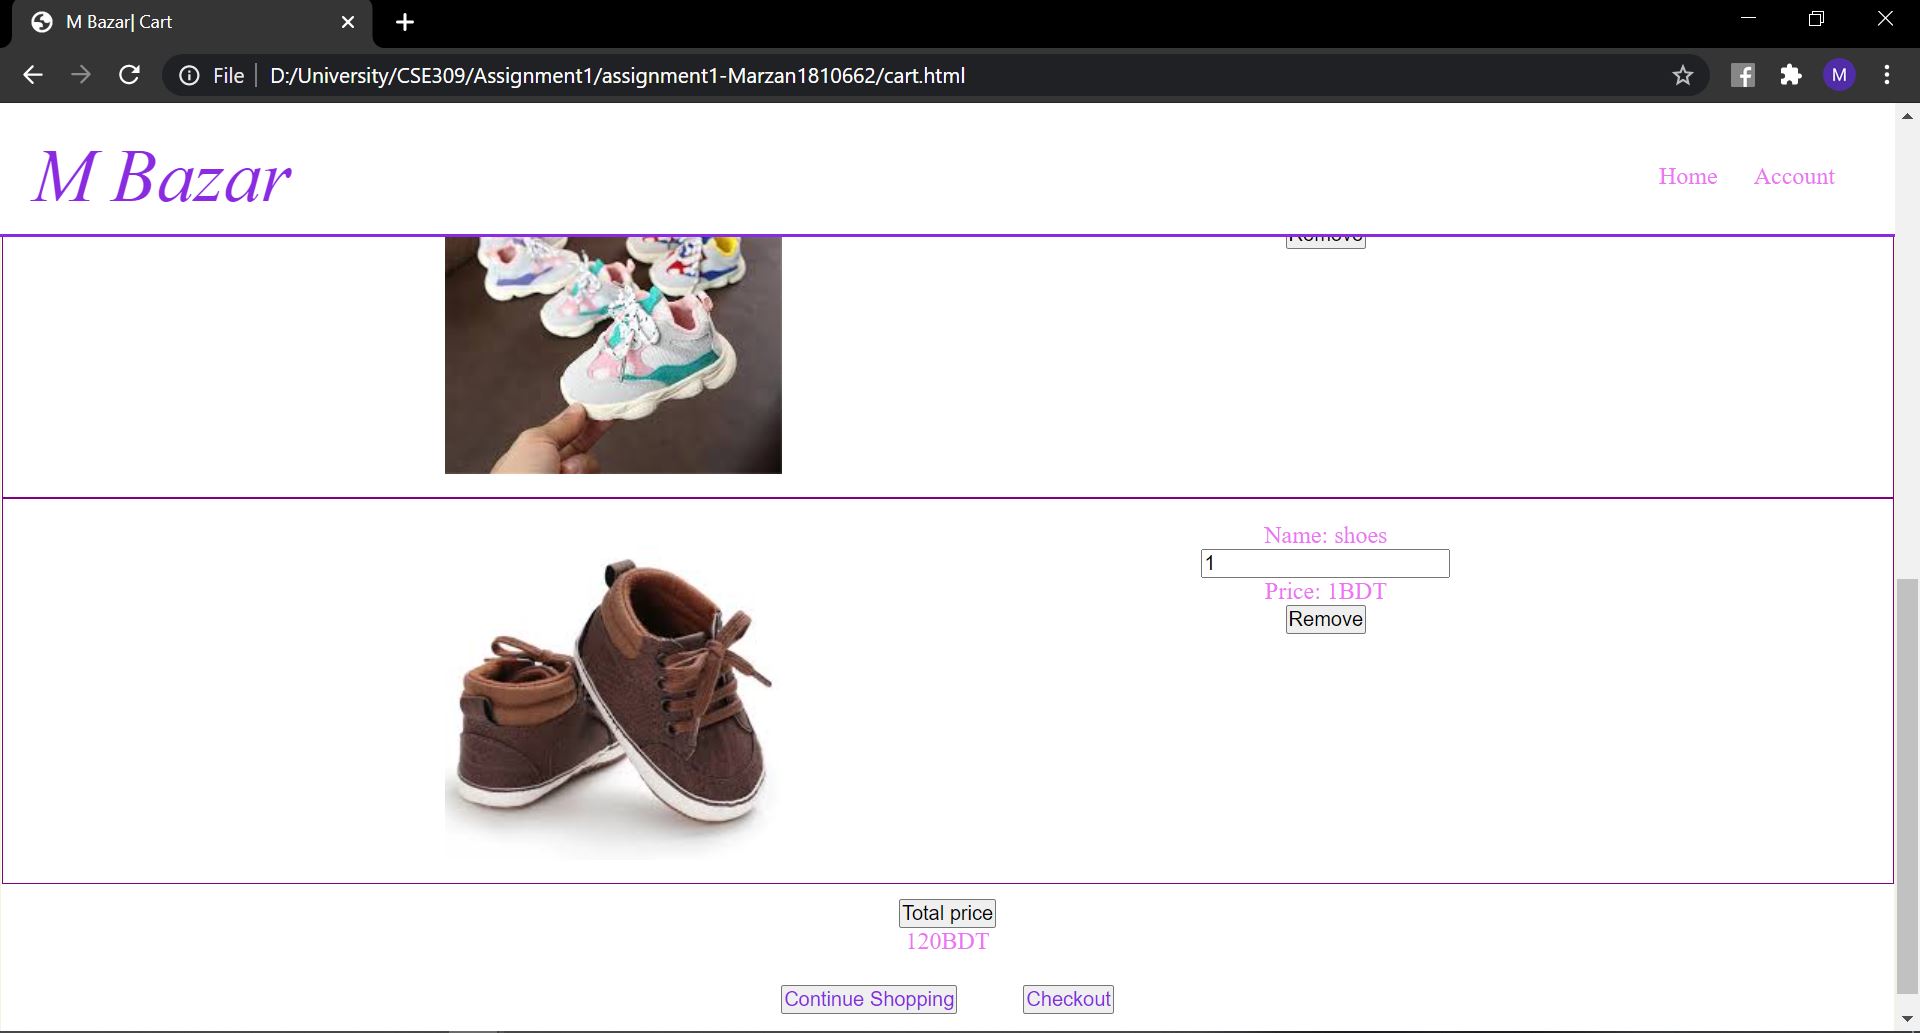 M Bazar| Cart
File D:/University/CSE309/Assignment1/assignment1-Marzan1810662/cart.html
M
M Bazar
Home Account
Remove
Name: shoes
1
Price: 1BDT
Remove
Total price
120BDT
Continue Shopping Checkout